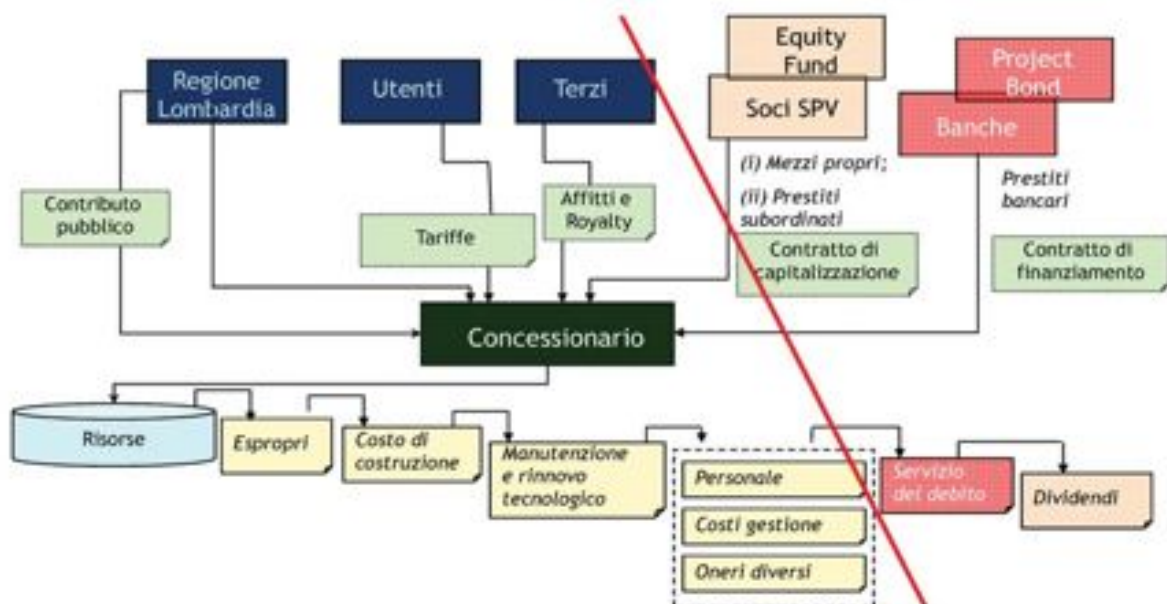 Regione
Lombardia
Utenti
Terzi
Equity
Fund
Soci SPV
Project
Bond
Banche
Contributo
pubblico
Tariffe
Affitti e
Royalty
(i) Mezzi propri;
(ii) Prestiti
subordinati
Contratto di
capitalizzazione
Prestiti
bancari
Contratto di
finanziamento
Concessionario
Risorse
Espropri
Costo di
costruzione
Manutenzione
e rinnovo
tecnologico
Personale
Costi gestione
Oneri diversi
Servizio
del debito
Dividendi